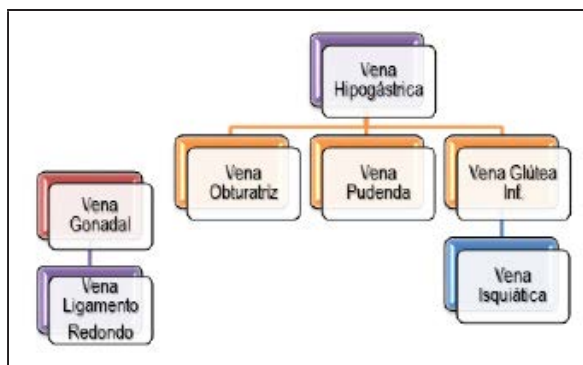 Vena
Hipogástrica
Vena
Obturatriz
Vena
Pudenda
Vena Glútea
Inf.
Vena
Gonadal
Vena
Isquiática
Vena
Ligamento
Redondo